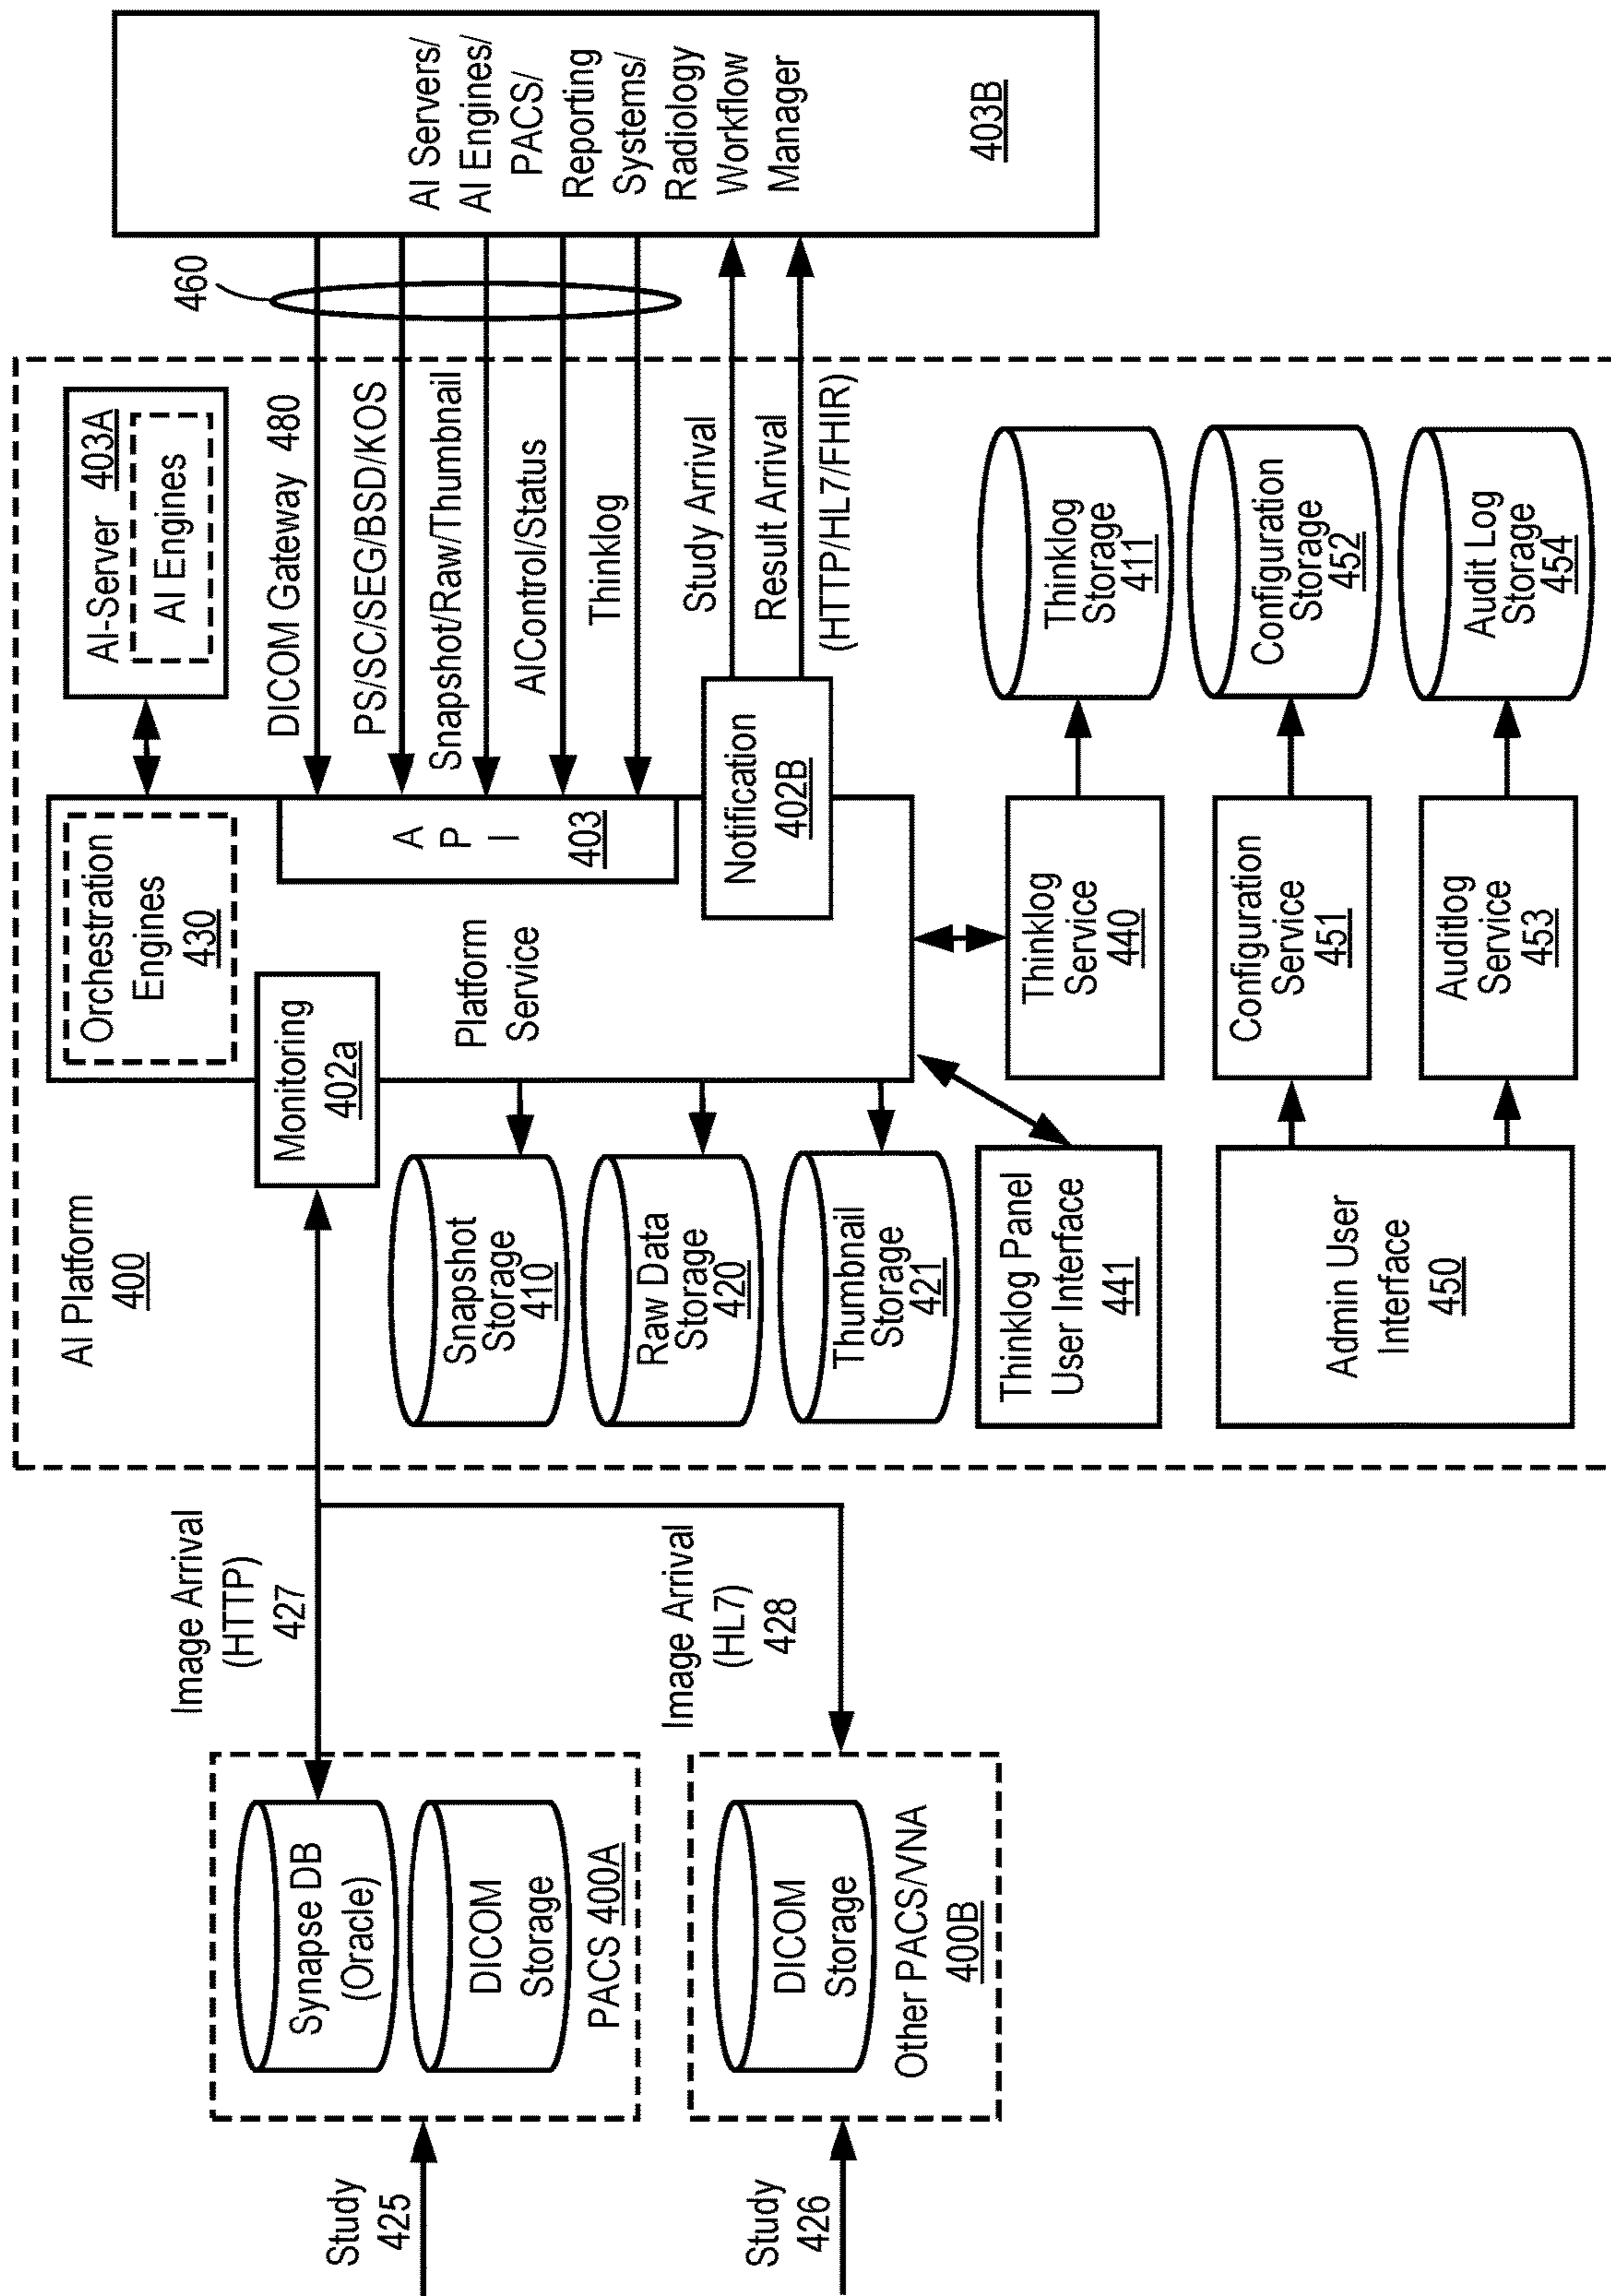 Study
425
Study
426
Synapse DB
(Oracle)
DICOM
Storage
PACS 400A
DICOM
Storage
Other PACS/VNA
400B
Image Arrival
(HTTP)
427
Image Arrival
(HL7)
428
AI Platform
400
Monitoring
402a
Orchestration
Engines
430
Platform
Service
A
P
I
403
Notification
402B
Snapshot
Storage
410
Raw Data
Storage
420
Thumbnail
Storage
421
Thinklog Panel
User Interface
441
Admin User
Interface
450
Thinklog
Service
440
Configuration
Service
451
Auditlog
Service
453
Thinklog
Storage
411
Configuration
Storage
452
Audit Log
Storage
454
AI-Server 403A
AI Engines
DICOM Gateway 480
PS/SC/SEG/BSD/KOS
Snapshot/Raw/Thumbnail
AIControl/Status
Thinklog
Study Arrival
Result Arrival
(HTTP/HL7/FHIR)
460
AI Servers/
AI Engines/
PACS/
Reporting
Systems/
Radiology
Workflow
Manager
403B